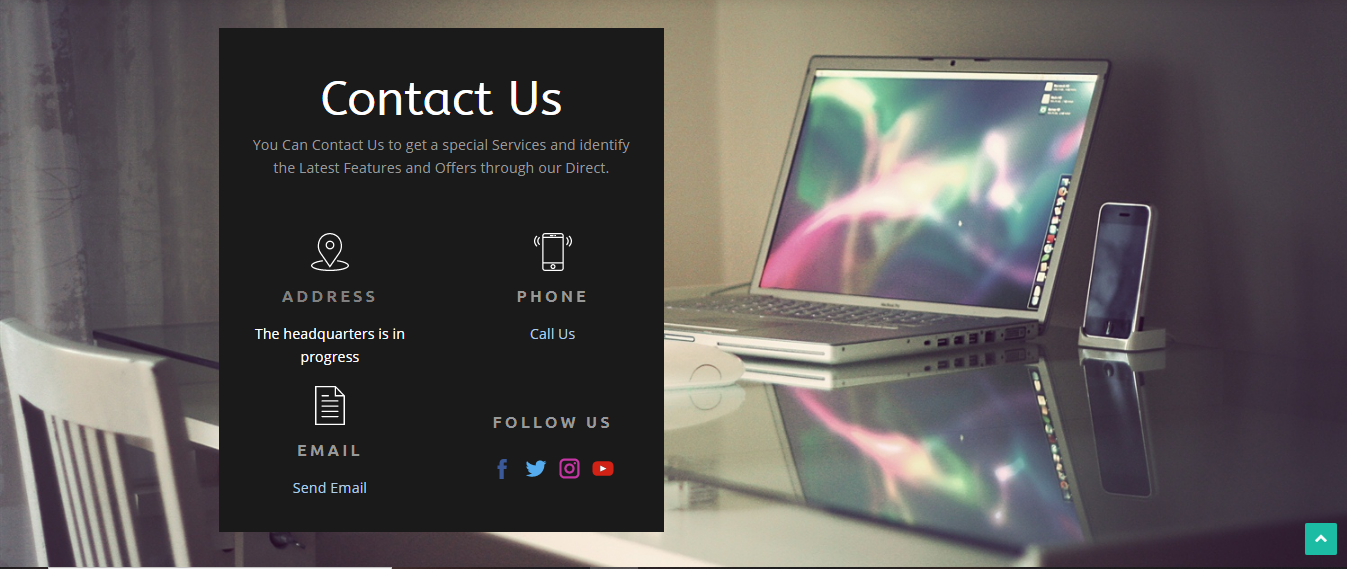 Contact Us
You Can Contact Us to get a special Services and identify
the Latest Features and Offers through our Direct.
ADDRESS
The headquarters is in
progress
PHONE
Call Us
EMAIL
Send Email
FOLLOW US